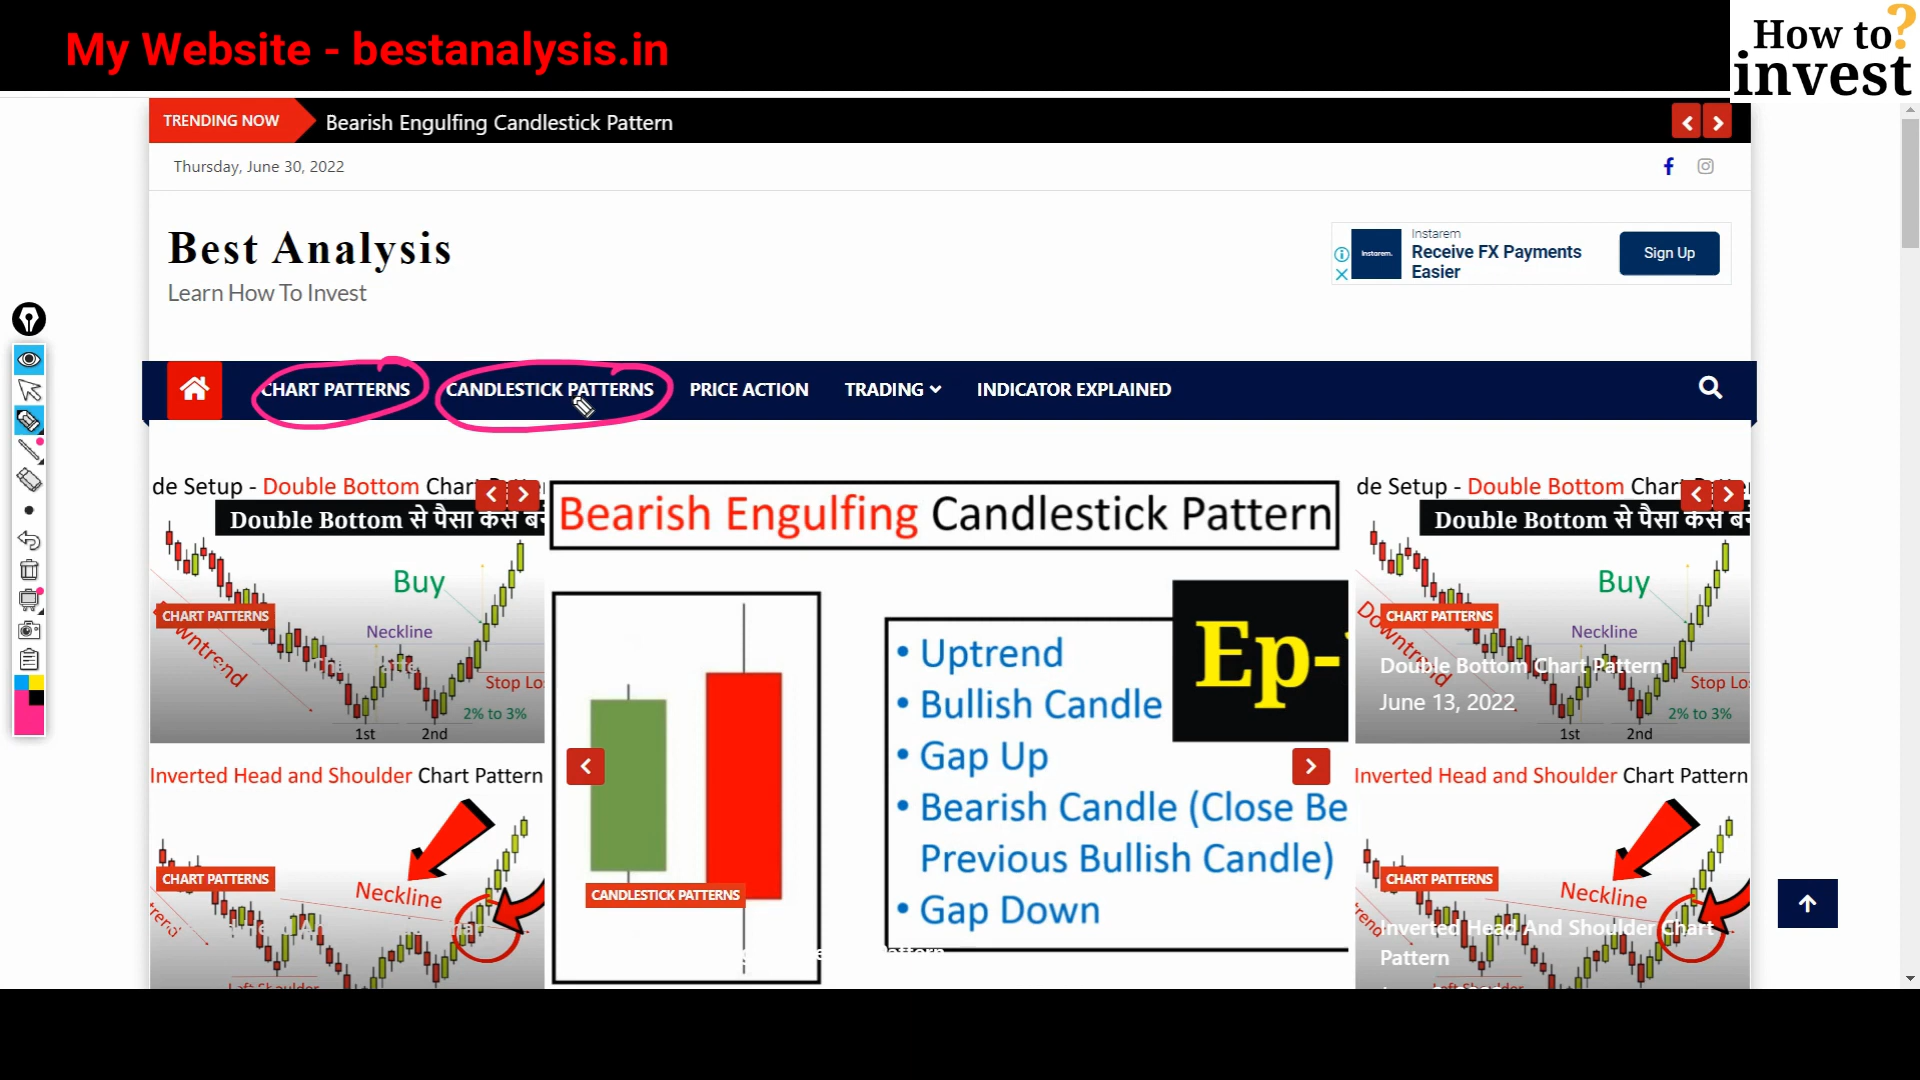 My Website - bestanalysis.in
How to?
invest
TRENDING NOW
Bearish Engulfing Candlestick Pattern
Thursday, June 30, 2022
Best Analysis
Learn How To Invest
Instarem
Receive FX Payments
Easier
instarem.
Sign Up
CHART PATTERNS
CANDLESTICK PATTERNS
PRICE ACTION
TRADING
INDICATOR EXPLAINED
de Setup - Double Bottom Chart
Double Bottom से पैसा कैसे
Buy
CHART PATTERNS
Neckline
wntrend
Stop Lo
2% to 3%
1st
2nd
Inverted Head and Shoulder Chart Pattern
CHART PATTERNS
Neckline
trend
Bearish Engulfing Candlestick Pattern
Ep-
• Uptrend
• Bullish Candle
• Gap Up
• Bearish Candle (Close Be
Previous Bullish Candle)
• Gap Down
CANDLESTICK PATTERNS
de Setup - Double Bottom Chart
Double Bottom से पैसा कैसे
Buy
CHART PATTERNS
Downtrend
Neckline
Double Bottom Chart Pattern
Stop Lo
June 13, 2022
2% to 3%
1st
2nd
Inverted Head and Shoulder Chart Pattern
CHART PATTERNS
Neckline
trend
Inverted Head And Shoulder Chart
Pattern